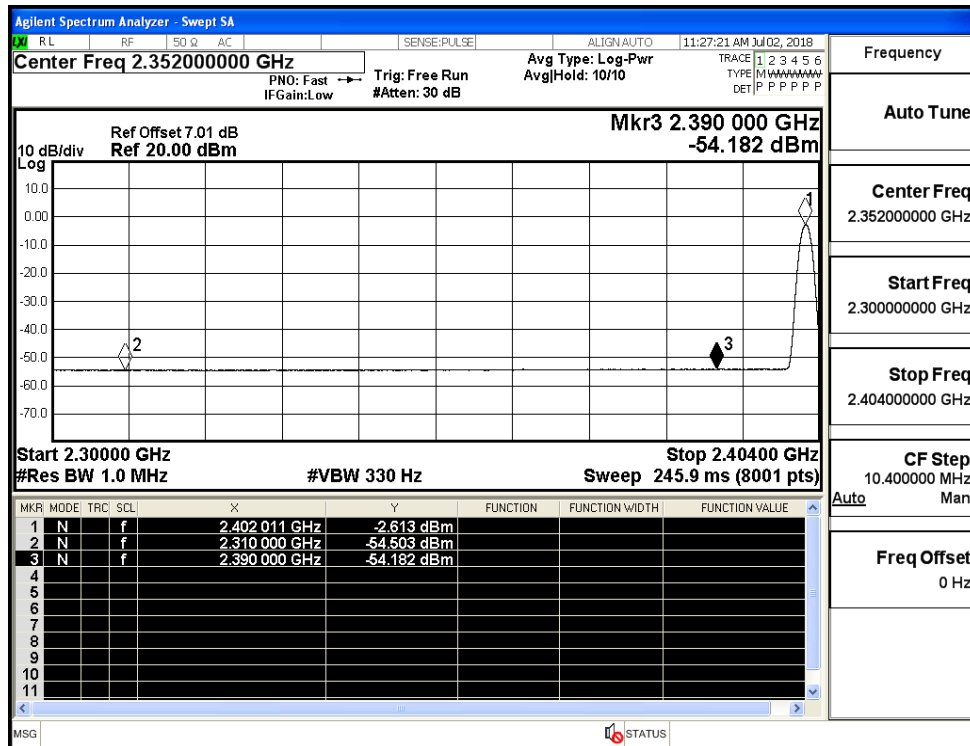 Agilent Spectrum Analyzer - Swept SA
LXI RL RF 50 Ω AC SENSE:PULSE ALIGN AUTO 11:27:21 AM Jul 02, 2018
Center Freq 2.352000000 GHz
PNO: Fast
IFGain:Low
Trig: Free Run
#Atten: 30 dB
Avg Type: Log-Pwr
Avg|Hold: 10/10
TRACE 1 2 3 4 5 6
TYPE M WWWWW
DET P P P P P P
Ref Offset 7.01 dB
10 dB/div Ref 20.00 dBm
Log
Mkr3 2.390 000 GHz
-54.182 dBm
10.0
0.00
-10.0
-20.0
-30.0
-40.0
-50.0
-60.0
-70.0
1
2
3
Start 2.30000 GHz Stop 2.40400 GHz
#Res BW 1.0 MHz #VBW 330 Hz Sweep 245.9 ms (8001 pts)
MKR MODE TRC SCL X Y FUNCTION FUNCTION WIDTH FUNCTION VALUE
1 N f 2.402 011 GHz -2.613 dBm
2 N f 2.310 000 GHz -54.503 dBm
3 N f 2.390 000 GHz -54.182 dBm
4
5
6
7
8
9
10
11
MSG STATUS
Frequency
Auto Tune
Center Freq
2.352000000 GHz
Start Freq
2.300000000 GHz
Stop Freq
2.404000000 GHz
CF Step
10.400000 MHz
Auto Man
Freq Offset
0 Hz